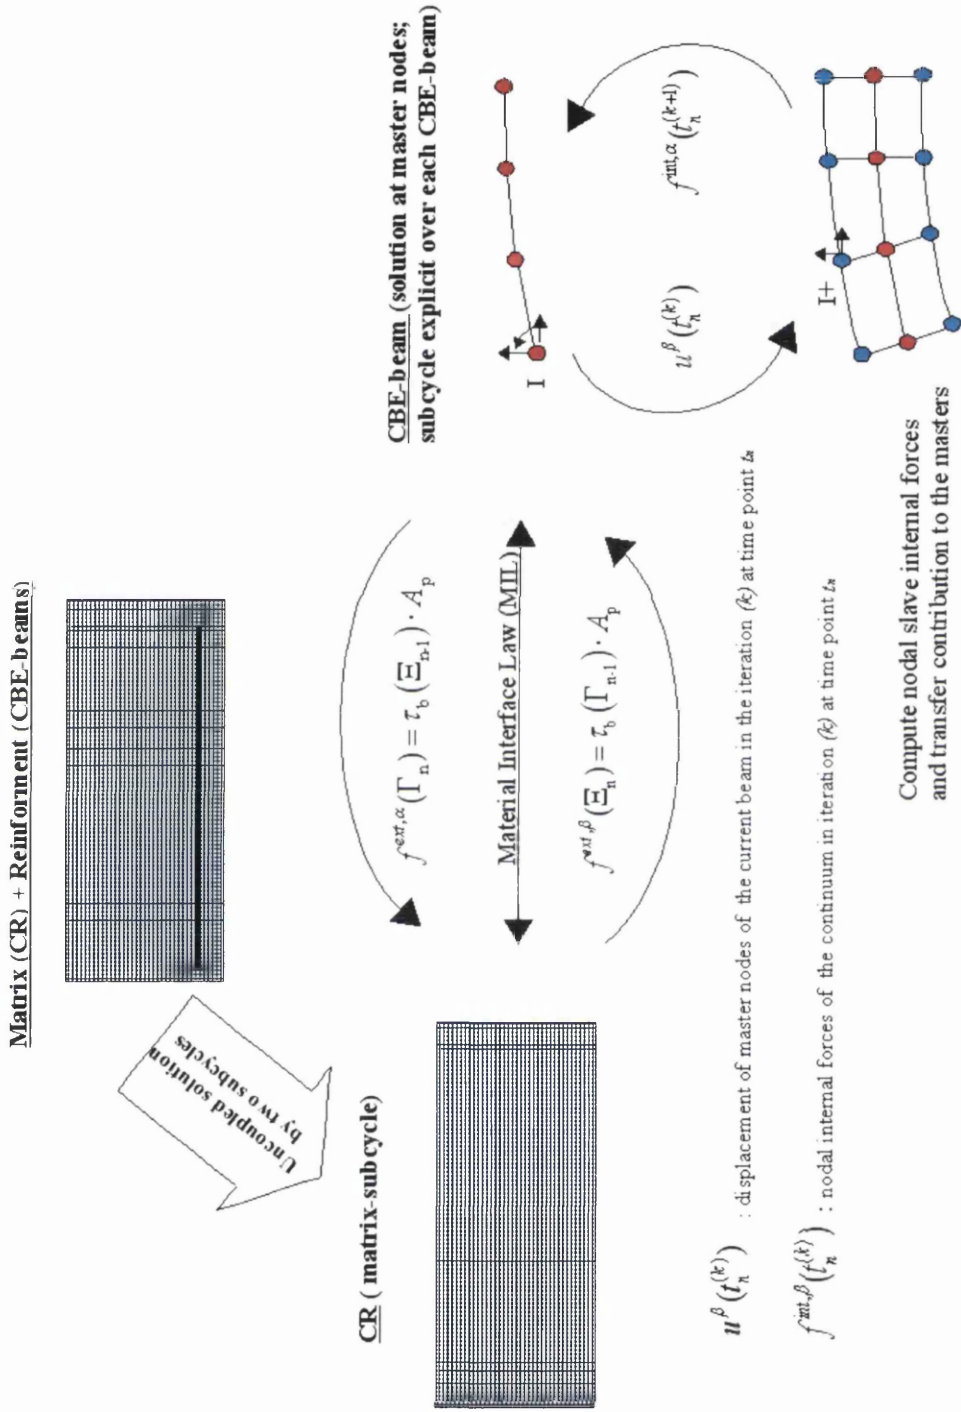 Matrix (CR) + Reinforment (CBE-beams)
Uncoupled solution
by two subcycles
CR ( matrix-subcycle)
CBE-beam (solution at master nodes;
subcycle explicit over each CBE-beam)
f^{ext,α}(Γ_n) = τ_b (Ξ_{n-1}) · A_p
Material Interface Law (MIL)
f^{ext,β}(Ξ_n) = τ_b (Γ_{n-1}) · A_p
I
u^β (t_n^{(k)})
f^{int,α} (t_n^{(k+1)})
I+
u^β (t_n^{(k)}) : displacement of master nodes of the current beam in the iteration (k) at time point t_n
f^{int,β} (t_n^{(k)}) : nodal internal forces of the continuum in iteration (k) at time point t_n
Compute nodal slave internal forces
and transfer contribution to the masters